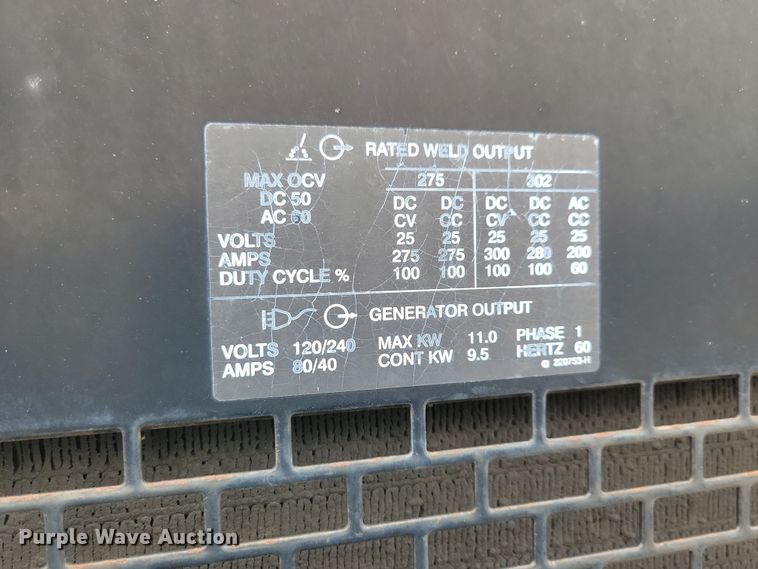 RATED WELD OUTPUT
MAX OCV 275 302
DC 50 DC DC DC DC AC
AC 60 CV CC CV CC CC
VOLTS 25 25 25 25 25
AMPS 275 275 300 280 200
DUTY CYCLE % 100 100 100 100 60
GENERATOR OUTPUT
VOLTS 120/240 MAX KW 11.0 PHASE 1
AMPS 80/40 CONT KW 9.5 HERTZ 60
Purple Wave Auction